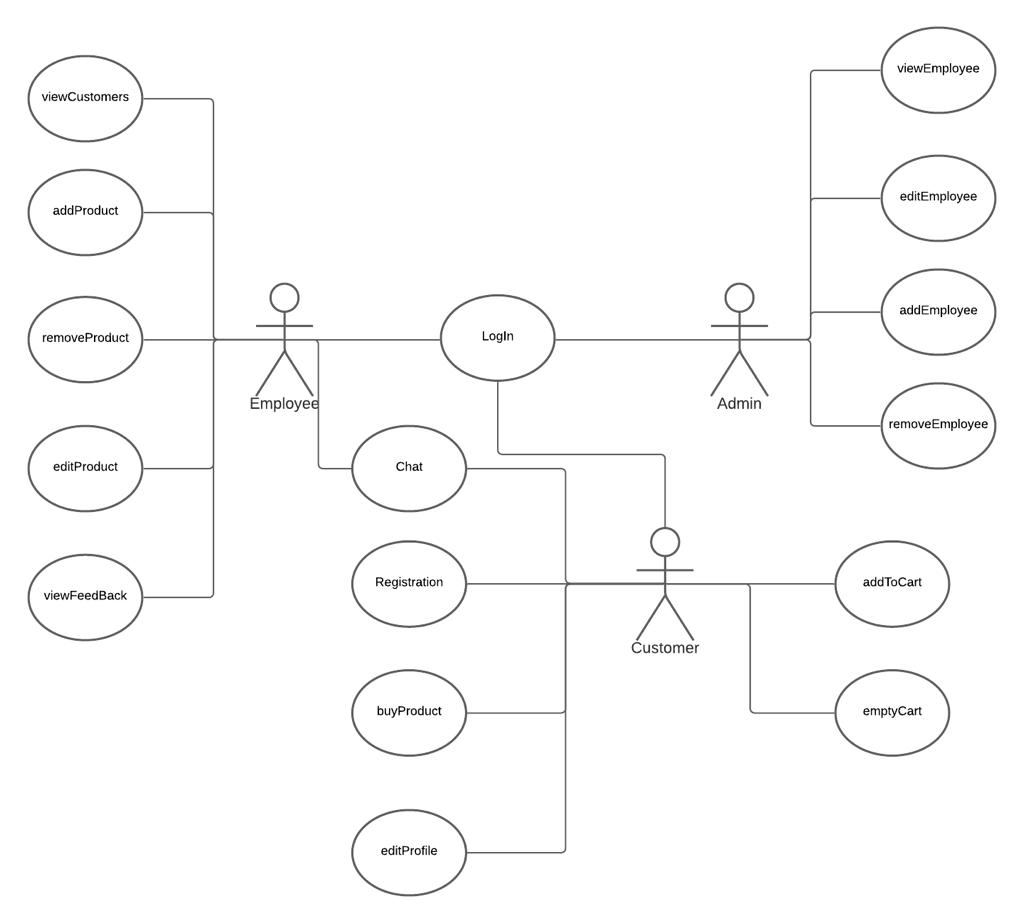 viewEmployee
viewCustomers
editEmployee
addProduct
addEmployee
removeProduct
LogIn
Employee
Admin
removeEmployee
editProduct
Chat
Registration
addToCart
viewFeedBack
Customer
buyProduct
emptyCart
editProfile